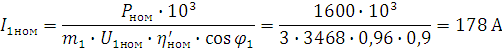 I₁ном = Pном · 10³ / (m₁ · U₁ном · η′ном · cos φ₁) = 1600 · 10³ / (3 · 3468 · 0,96 · 0,9) = 178 А